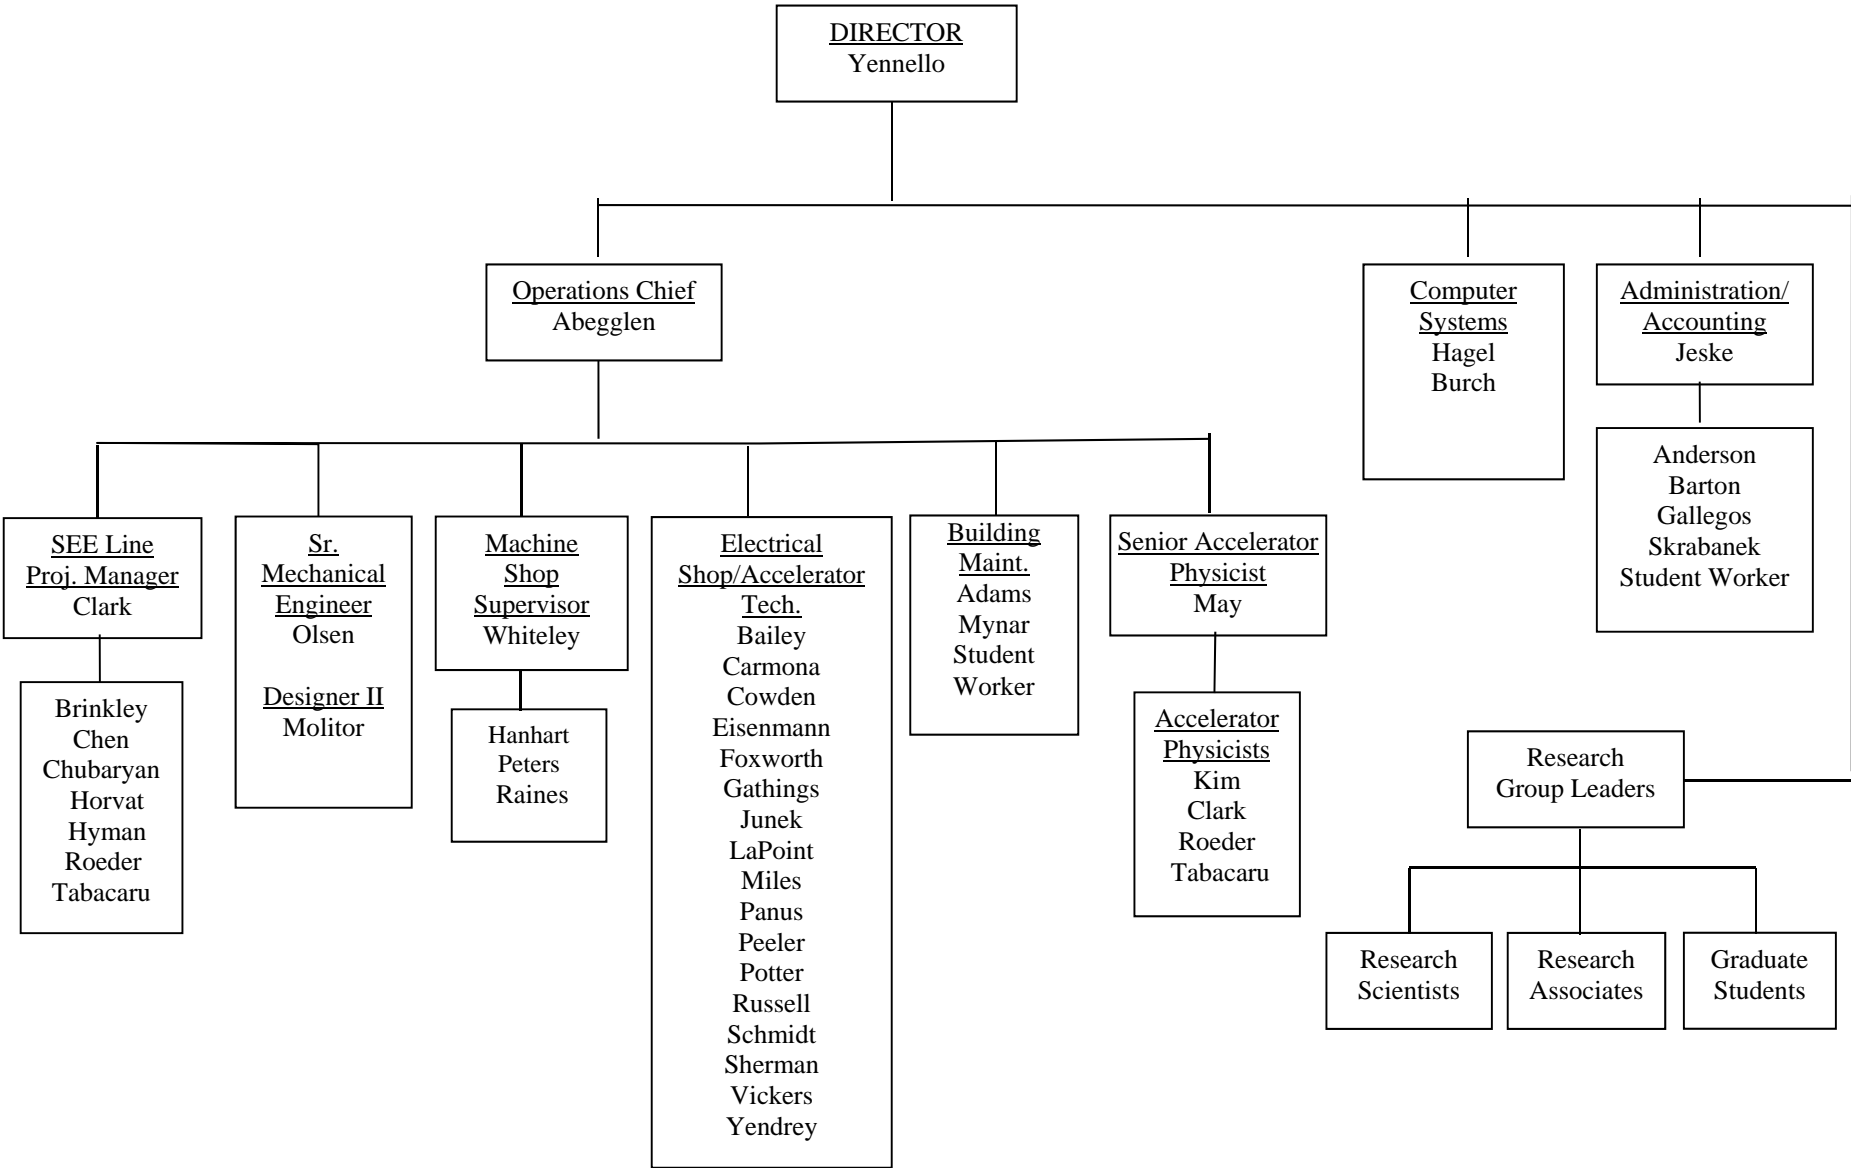 DIRECTOR
Yennello
Operations Chief
Abegglen
Computer
Systems
Hagel
Burch
Administration/
Accounting
Jeske
Anderson
Barton
Gallegos
Skrabanek
Student Worker
SEE Line
Proj. Manager
Clark
Brinkley
Chen
Chubaryan
Horvat
Hyman
Roeder
Tabacaru
Sr.
Mechanical
Engineer
Olsen
Designer II
Molitor
Machine
Shop
Supervisor
Whiteley
Hanhart
Peters
Raines
Electrical
Shop/Accelerator
Tech.
Bailey
Carmona
Cowden
Eisenmann
Foxworth
Gathings
Junek
LaPoint
Miles
Panus
Peeler
Potter
Russell
Schmidt
Sherman
Vickers
Yendrey
Building
Maint.
Adams
Mynar
Student
Worker
Senior Accelerator
Physicist
May
Accelerator
Physicists
Kim
Clark
Roeder
Tabacaru
Research
Group Leaders
Research
Scientists
Research
Associates
Graduate
Students